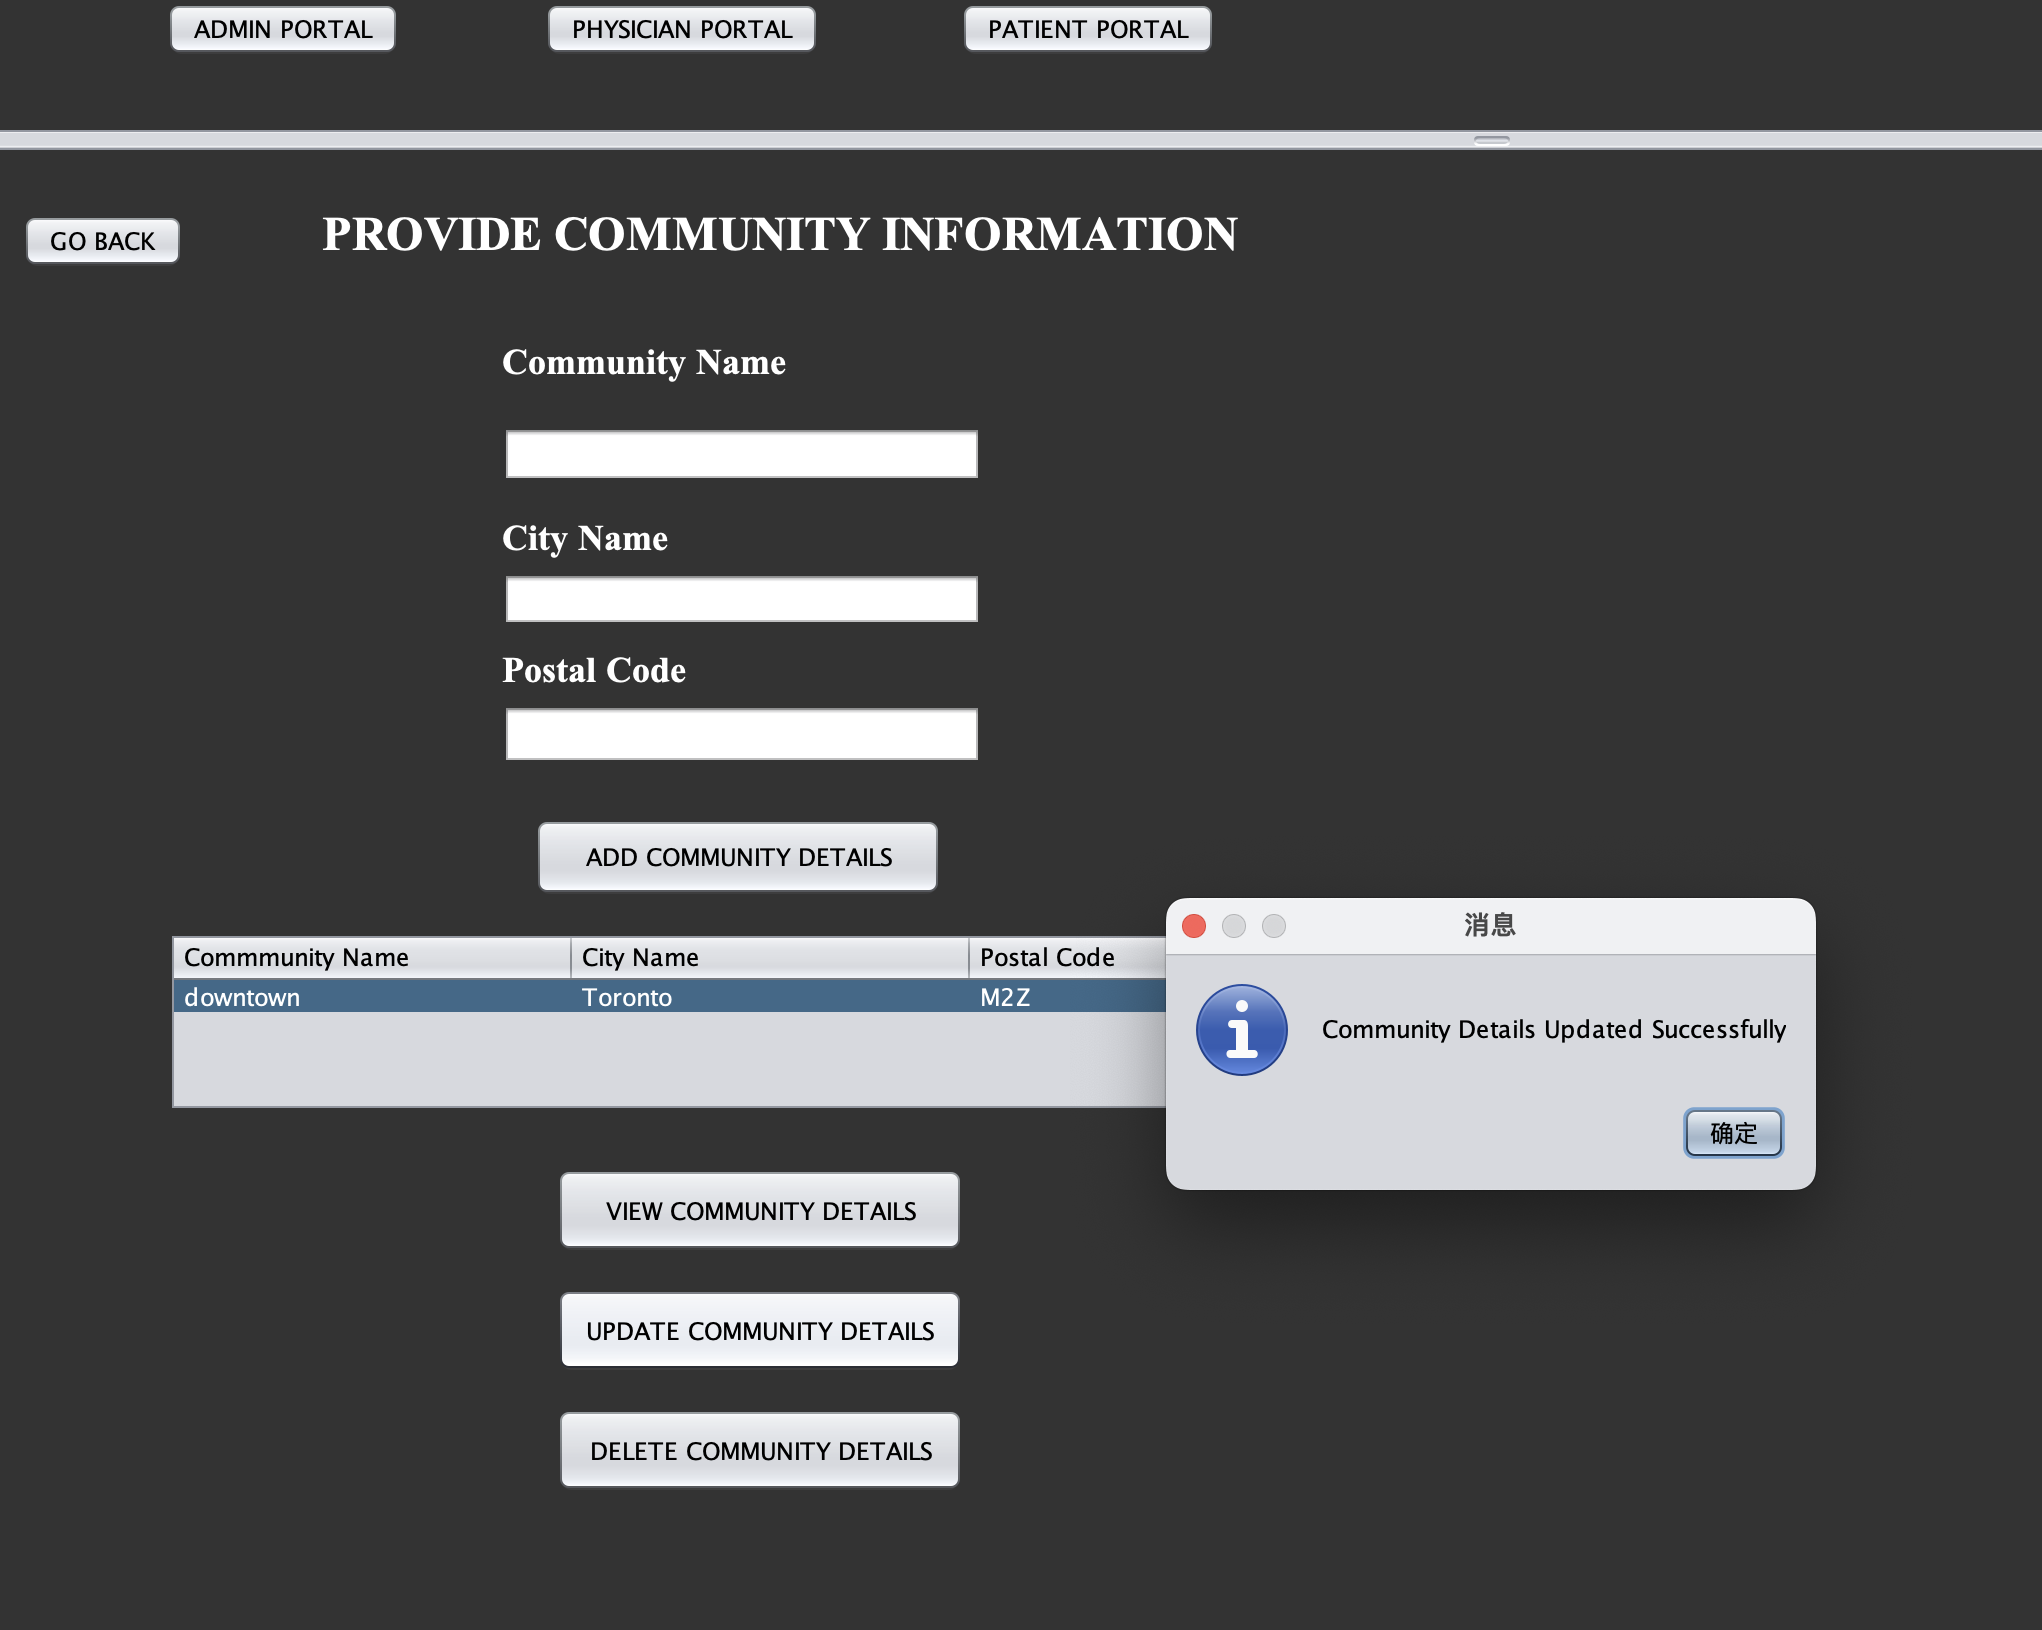 ADMIN PORTAL
PHYSICIAN PORTAL
PATIENT PORTAL
GO BACK
PROVIDE COMMUNITY INFORMATION
Community Name
City Name
Postal Code
ADD COMMUNITY DETAILS
Commmunity Name
City Name
Postal Code
downtown
Toronto
M2Z
消息
Community Details Updated Successfully
确定
VIEW COMMUNITY DETAILS
UPDATE COMMUNITY DETAILS
DELETE COMMUNITY DETAILS